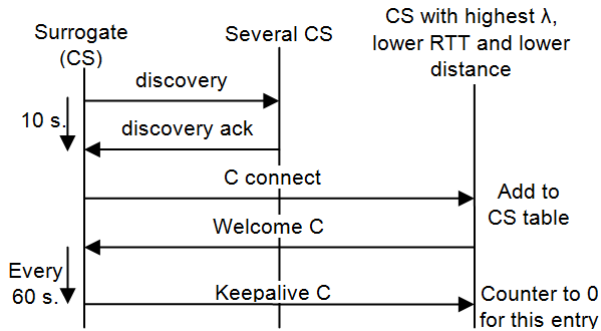 Surrogate
(CS)
Several CS
CS with highest λ,
lower RTT and lower
distance
discovery
10 s.
discovery ack
C connect
Add to
CS table
Welcome C
Every
60 s.
Keepalive C
Counter to 0
for this entry